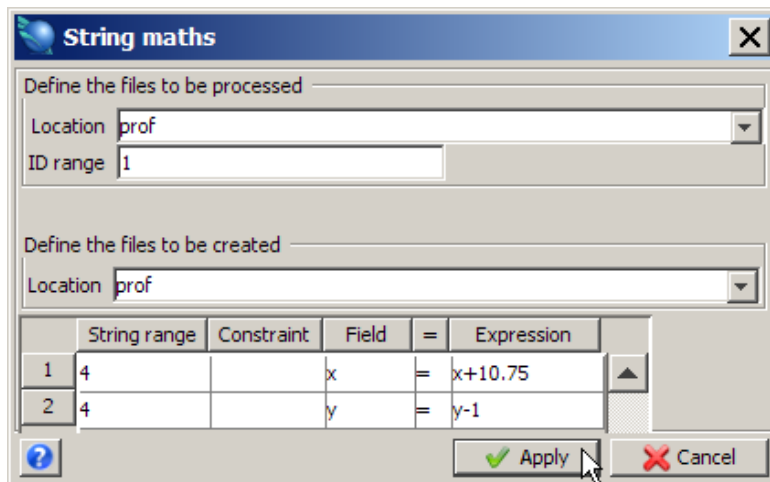 String maths
Define the files to be processed
Location prof
ID range 1
Define the files to be created
Location prof
String range Constraint Field = Expression
1 4 x = x+10.75
2 4 y = y-1
? Apply Cancel